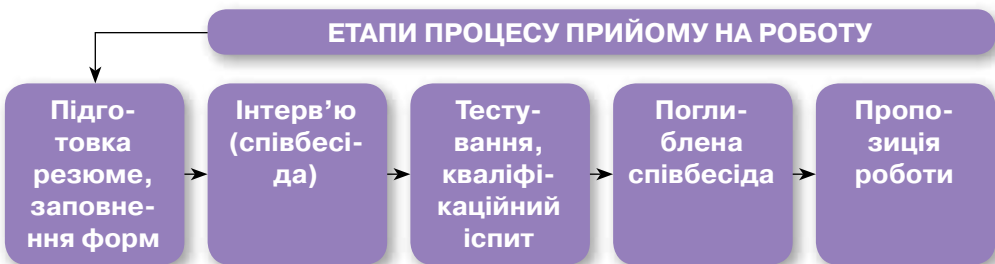 ЕТАПИ ПРОЦЕСУ ПРИЙОМУ НА РОБОТУ
Підго-
товка
резюме,
заповне-
ння форм
Інтерв’ю
(співбесі-
да)
Тесту-
вання,
кваліфі-
каційний
іспит
Погли-
блена
співбесіда
Пропо-
зиція
роботи